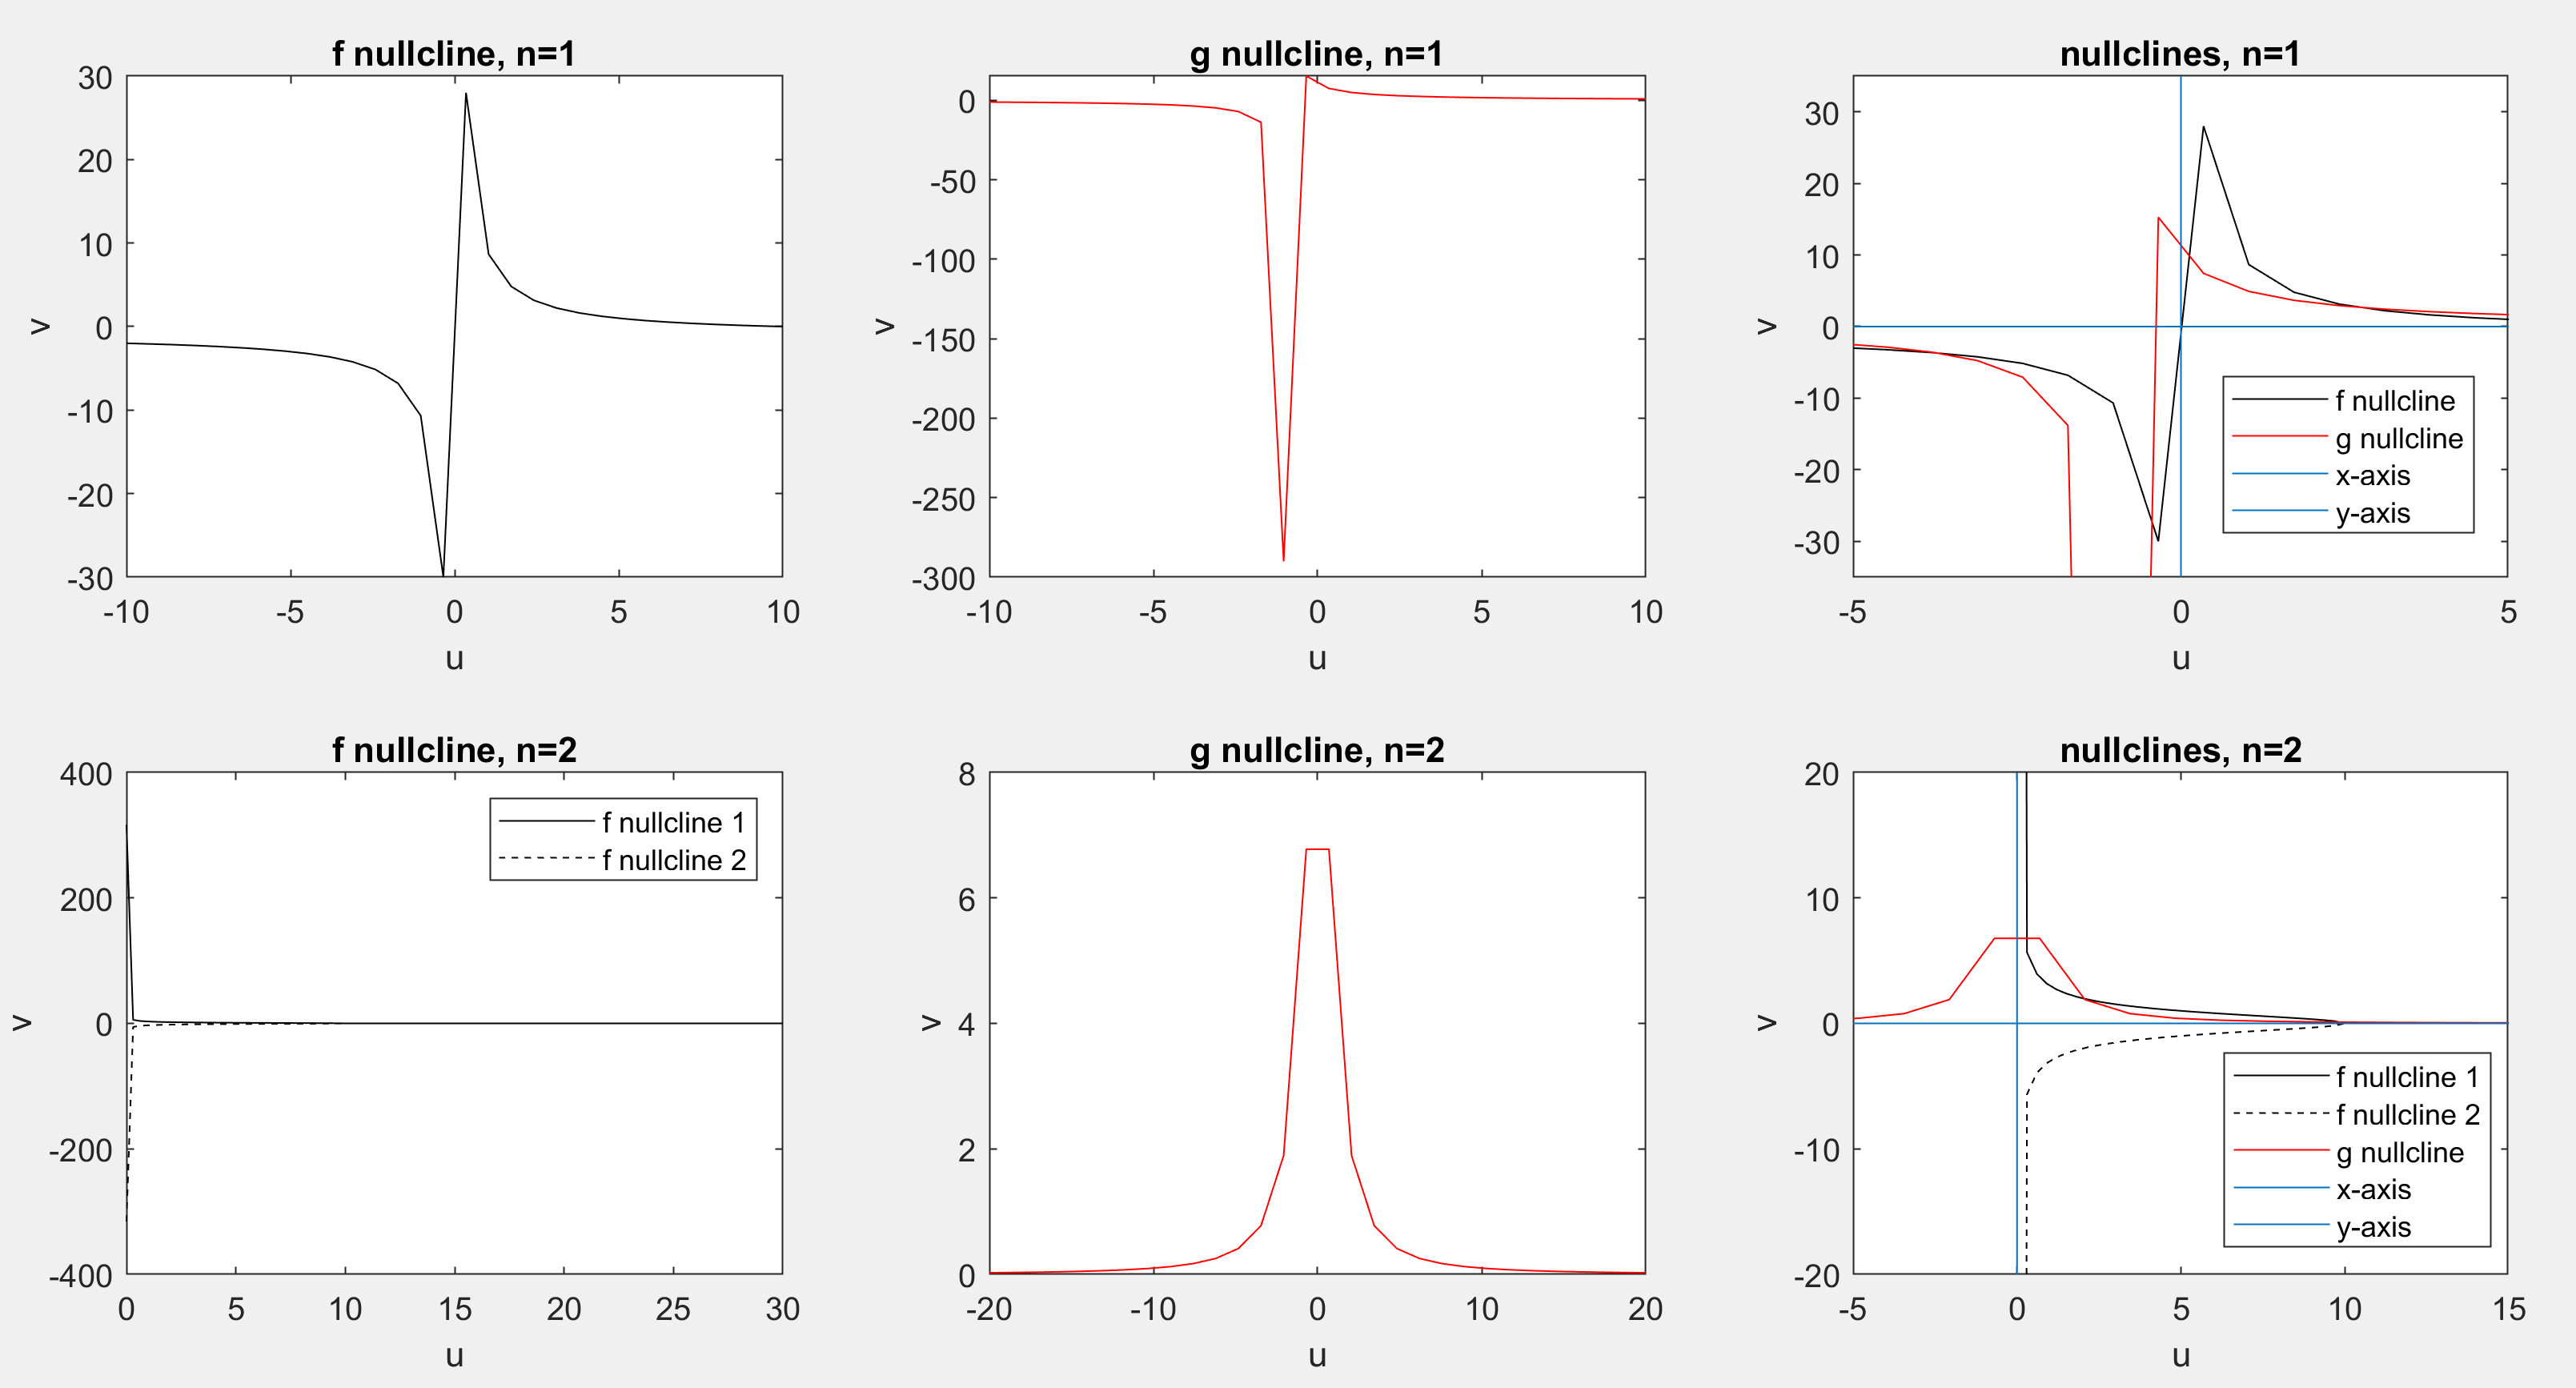 f nullcline, n=1
30
20
10
0
-10
-20
-30
v
-10 -5 0 5 10
u
g nullcline, n=1
0
-50
-100
-150
-200
-250
-300
v
-10 -5 0 5 10
u
nullclines, n=1
30
20
10
0
-10
-20
-30
v
f nullcline
g nullcline
x-axis
y-axis
-5 0 5
u
f nullcline, n=2
400
200
0
-200
-400
v
f nullcline 1
f nullcline 2
0 5 10 15 20 25 30
u
g nullcline, n=2
8
6
4
2
0
v
-20 -10 0 10 20
u
nullclines, n=2
20
10
0
-10
-20
v
f nullcline 1
f nullcline 2
g nullcline
x-axis
y-axis
-5 0 5 10 15
u